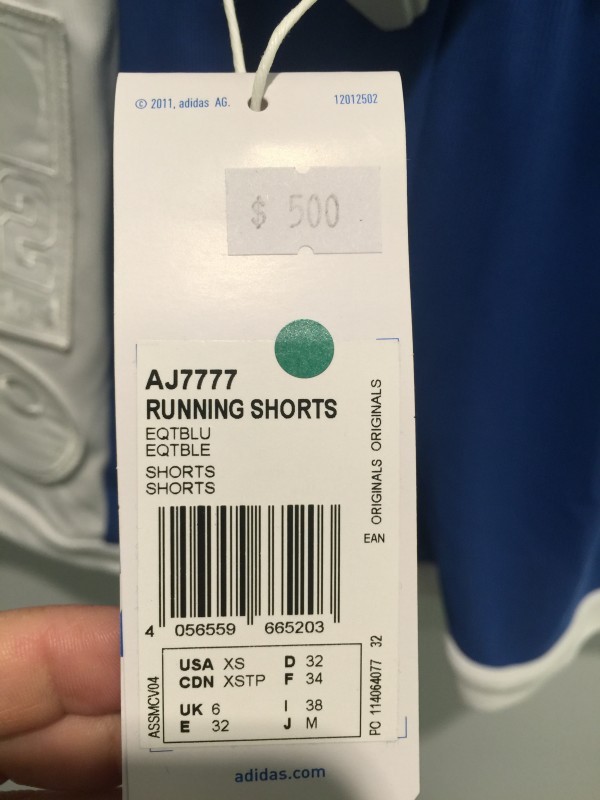 © 2011, adidas AG. 12012502
$ 500
AJ7777
RUNNING SHORTS
EQTBLU
EQTBLE
SHORTS
SHORTS
ORIGINALS ORIGINALS
EAN
4 056559 665203
USA XS D 32
CDN XSTP F 34
UK 6 I 38
E 32 J M
ASSMCV04
PO 114064077 32
adidas.com